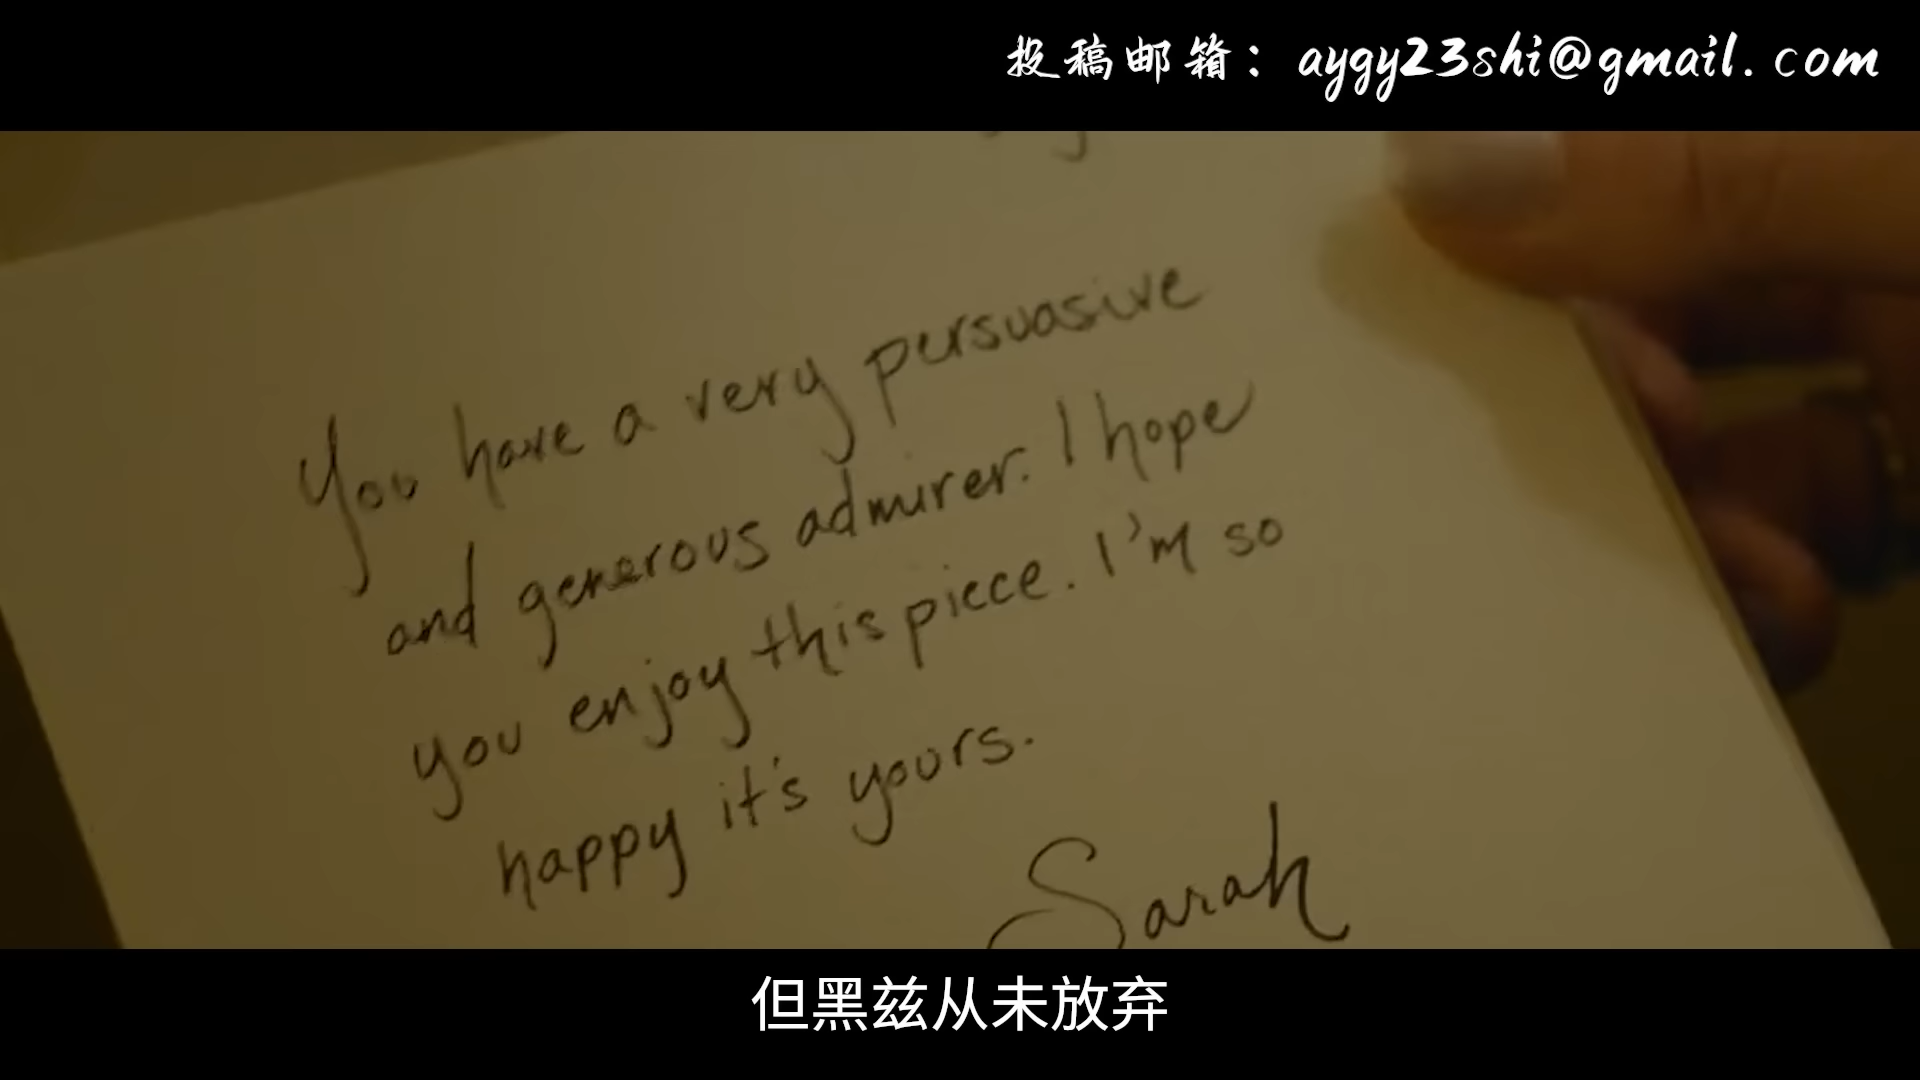 投稿邮箱：aygy23shi@gmail.com
You have a very persuasive
and generous admirer. I hope
you enjoy this piece. I'm so
happy it's yours.
Sarah
但黑兹从未放弃